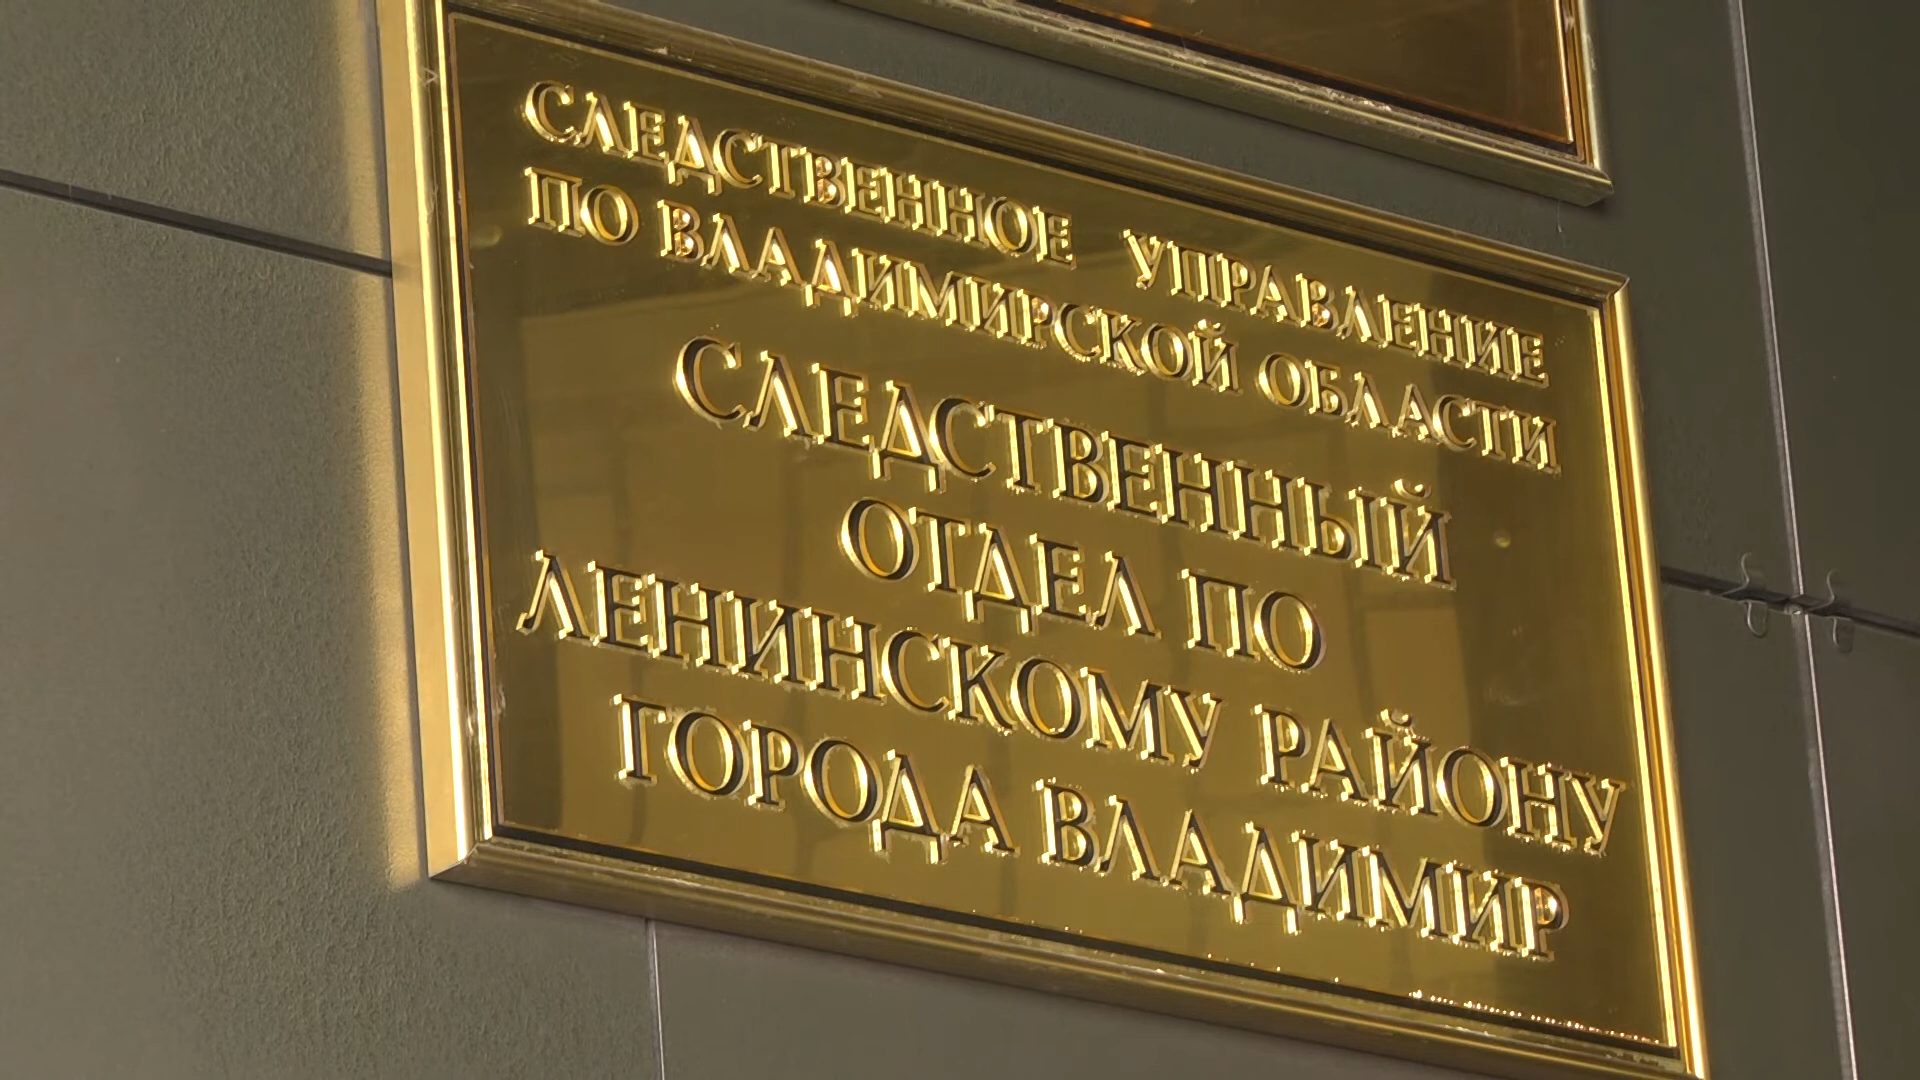 СЛЕДСТВЕННОЕ УПРАВЛЕНИЕ
ПО ВЛАДИМИРСКОЙ ОБЛАСТИ
СЛЕДСТВЕННЫЙ
ОТДЕЛ ПО
ЛЕНИНСКОМУ РАЙОНУ
ГОРОДА ВЛАДИМИР